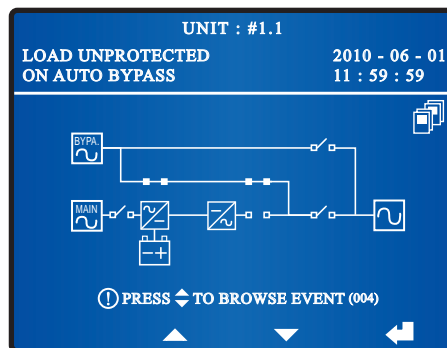 UNIT : #1.1
LOAD UNPROTECTED
ON AUTO BYPASS
2010 - 06 - 01
11 : 59 : 59
BYPA.
MAIN
! PRESS TO BROWSE EVENT (004)